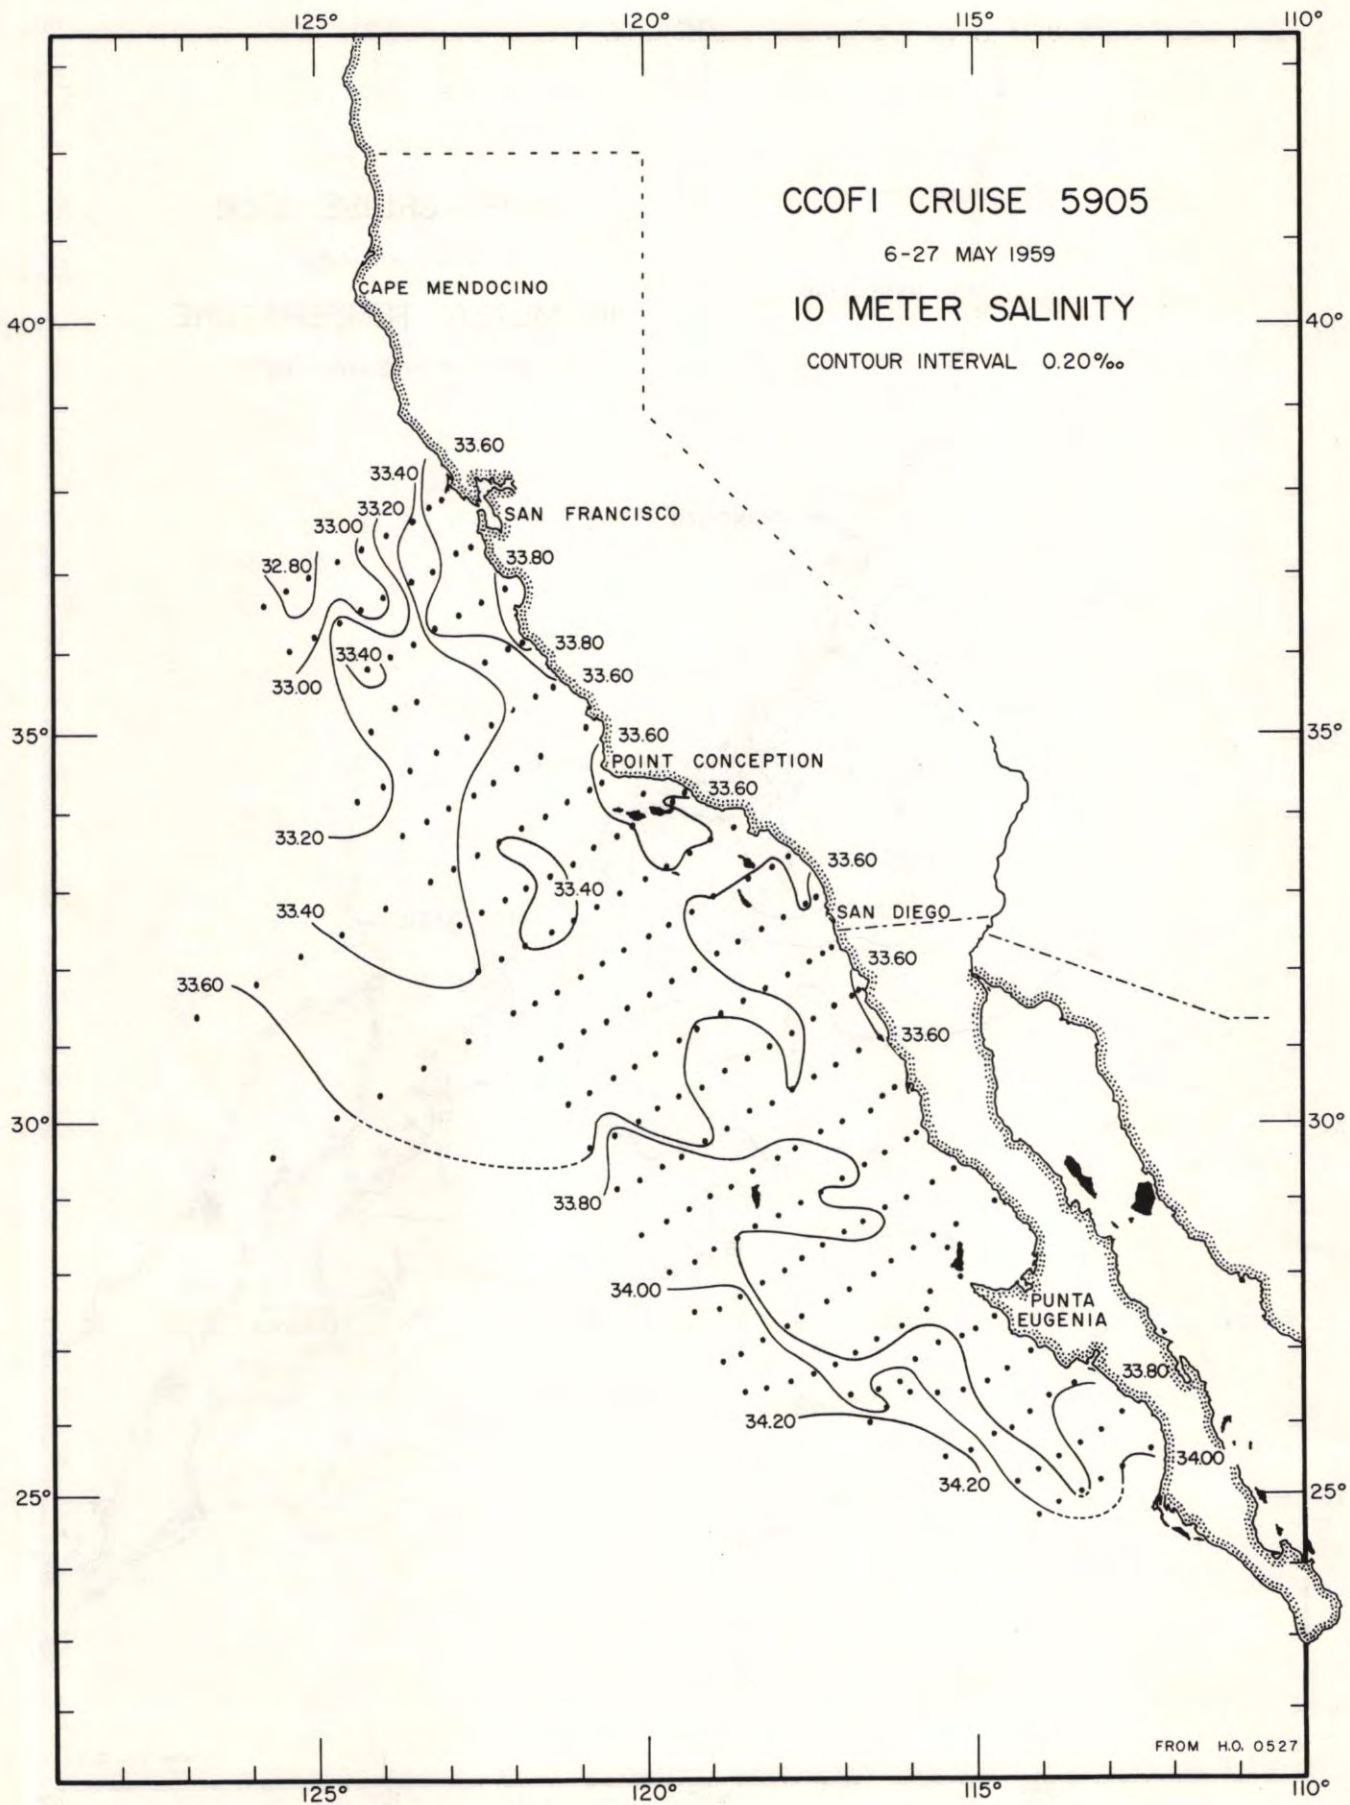 125° 120° 115° 110°
CCOFI CRUISE 5905
6-27 MAY 1959
10 METER SALINITY
CONTOUR INTERVAL 0.20‰
CAPE MENDOCINO
40° 40°
33.60
33.40
33.20
SAN FRANCISCO
33.00
33.80
32.80
33.80
33.40
33.60
33.00
35° 33.60 35°
POINT CONCEPTION
33.60
33.20
33.60
33.40
33.40
SAN DIEGO
33.60
33.60
33.60
30° 30°
33.80
34.00
PUNTA
EUGENIA
33.80
34.20
34.00
34.20
25° 25°
FROM H.O. 0527
125° 120° 115° 110°